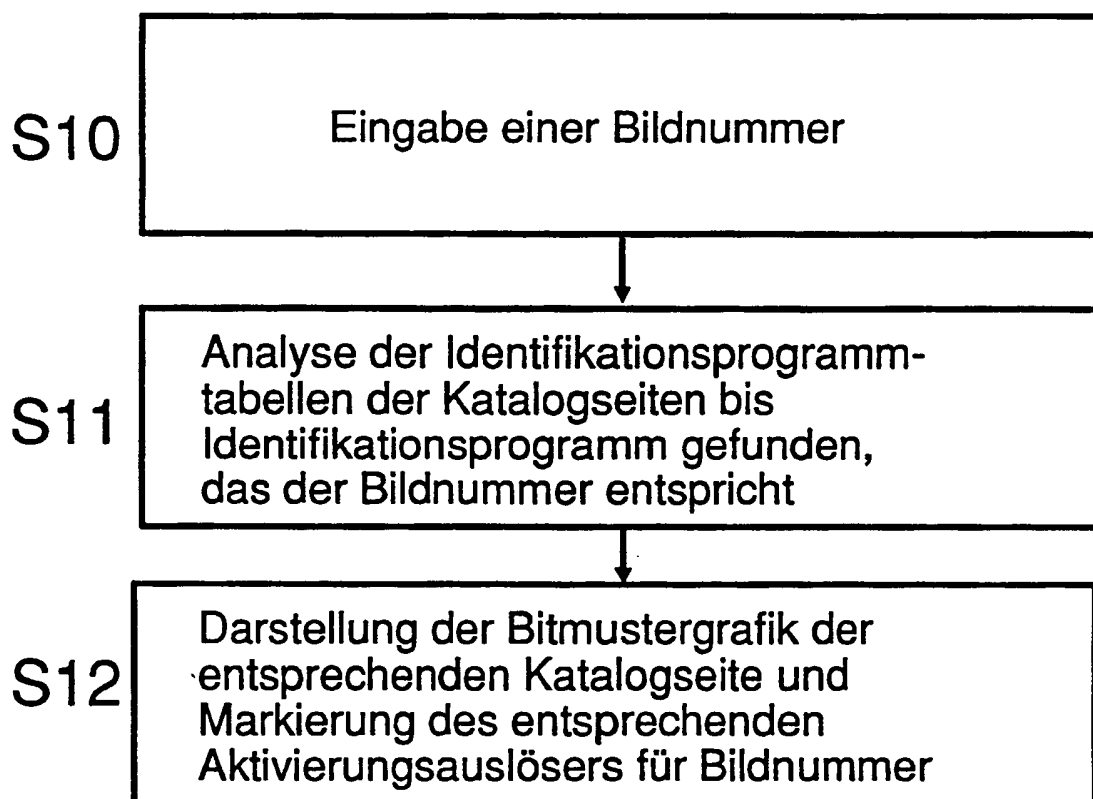 S10
Eingabe einer Bildnummer
S11
Analyse der Identifikationsprogramm-
tabellen der Katalogseiten bis
Identifikationsprogramm gefunden,
das der Bildnummer entspricht
S12
Darstellung der Bitmustergrafik der
entsprechenden Katalogseite und
Markierung des entsprechenden
Aktivierungsauslösers für Bildnummer